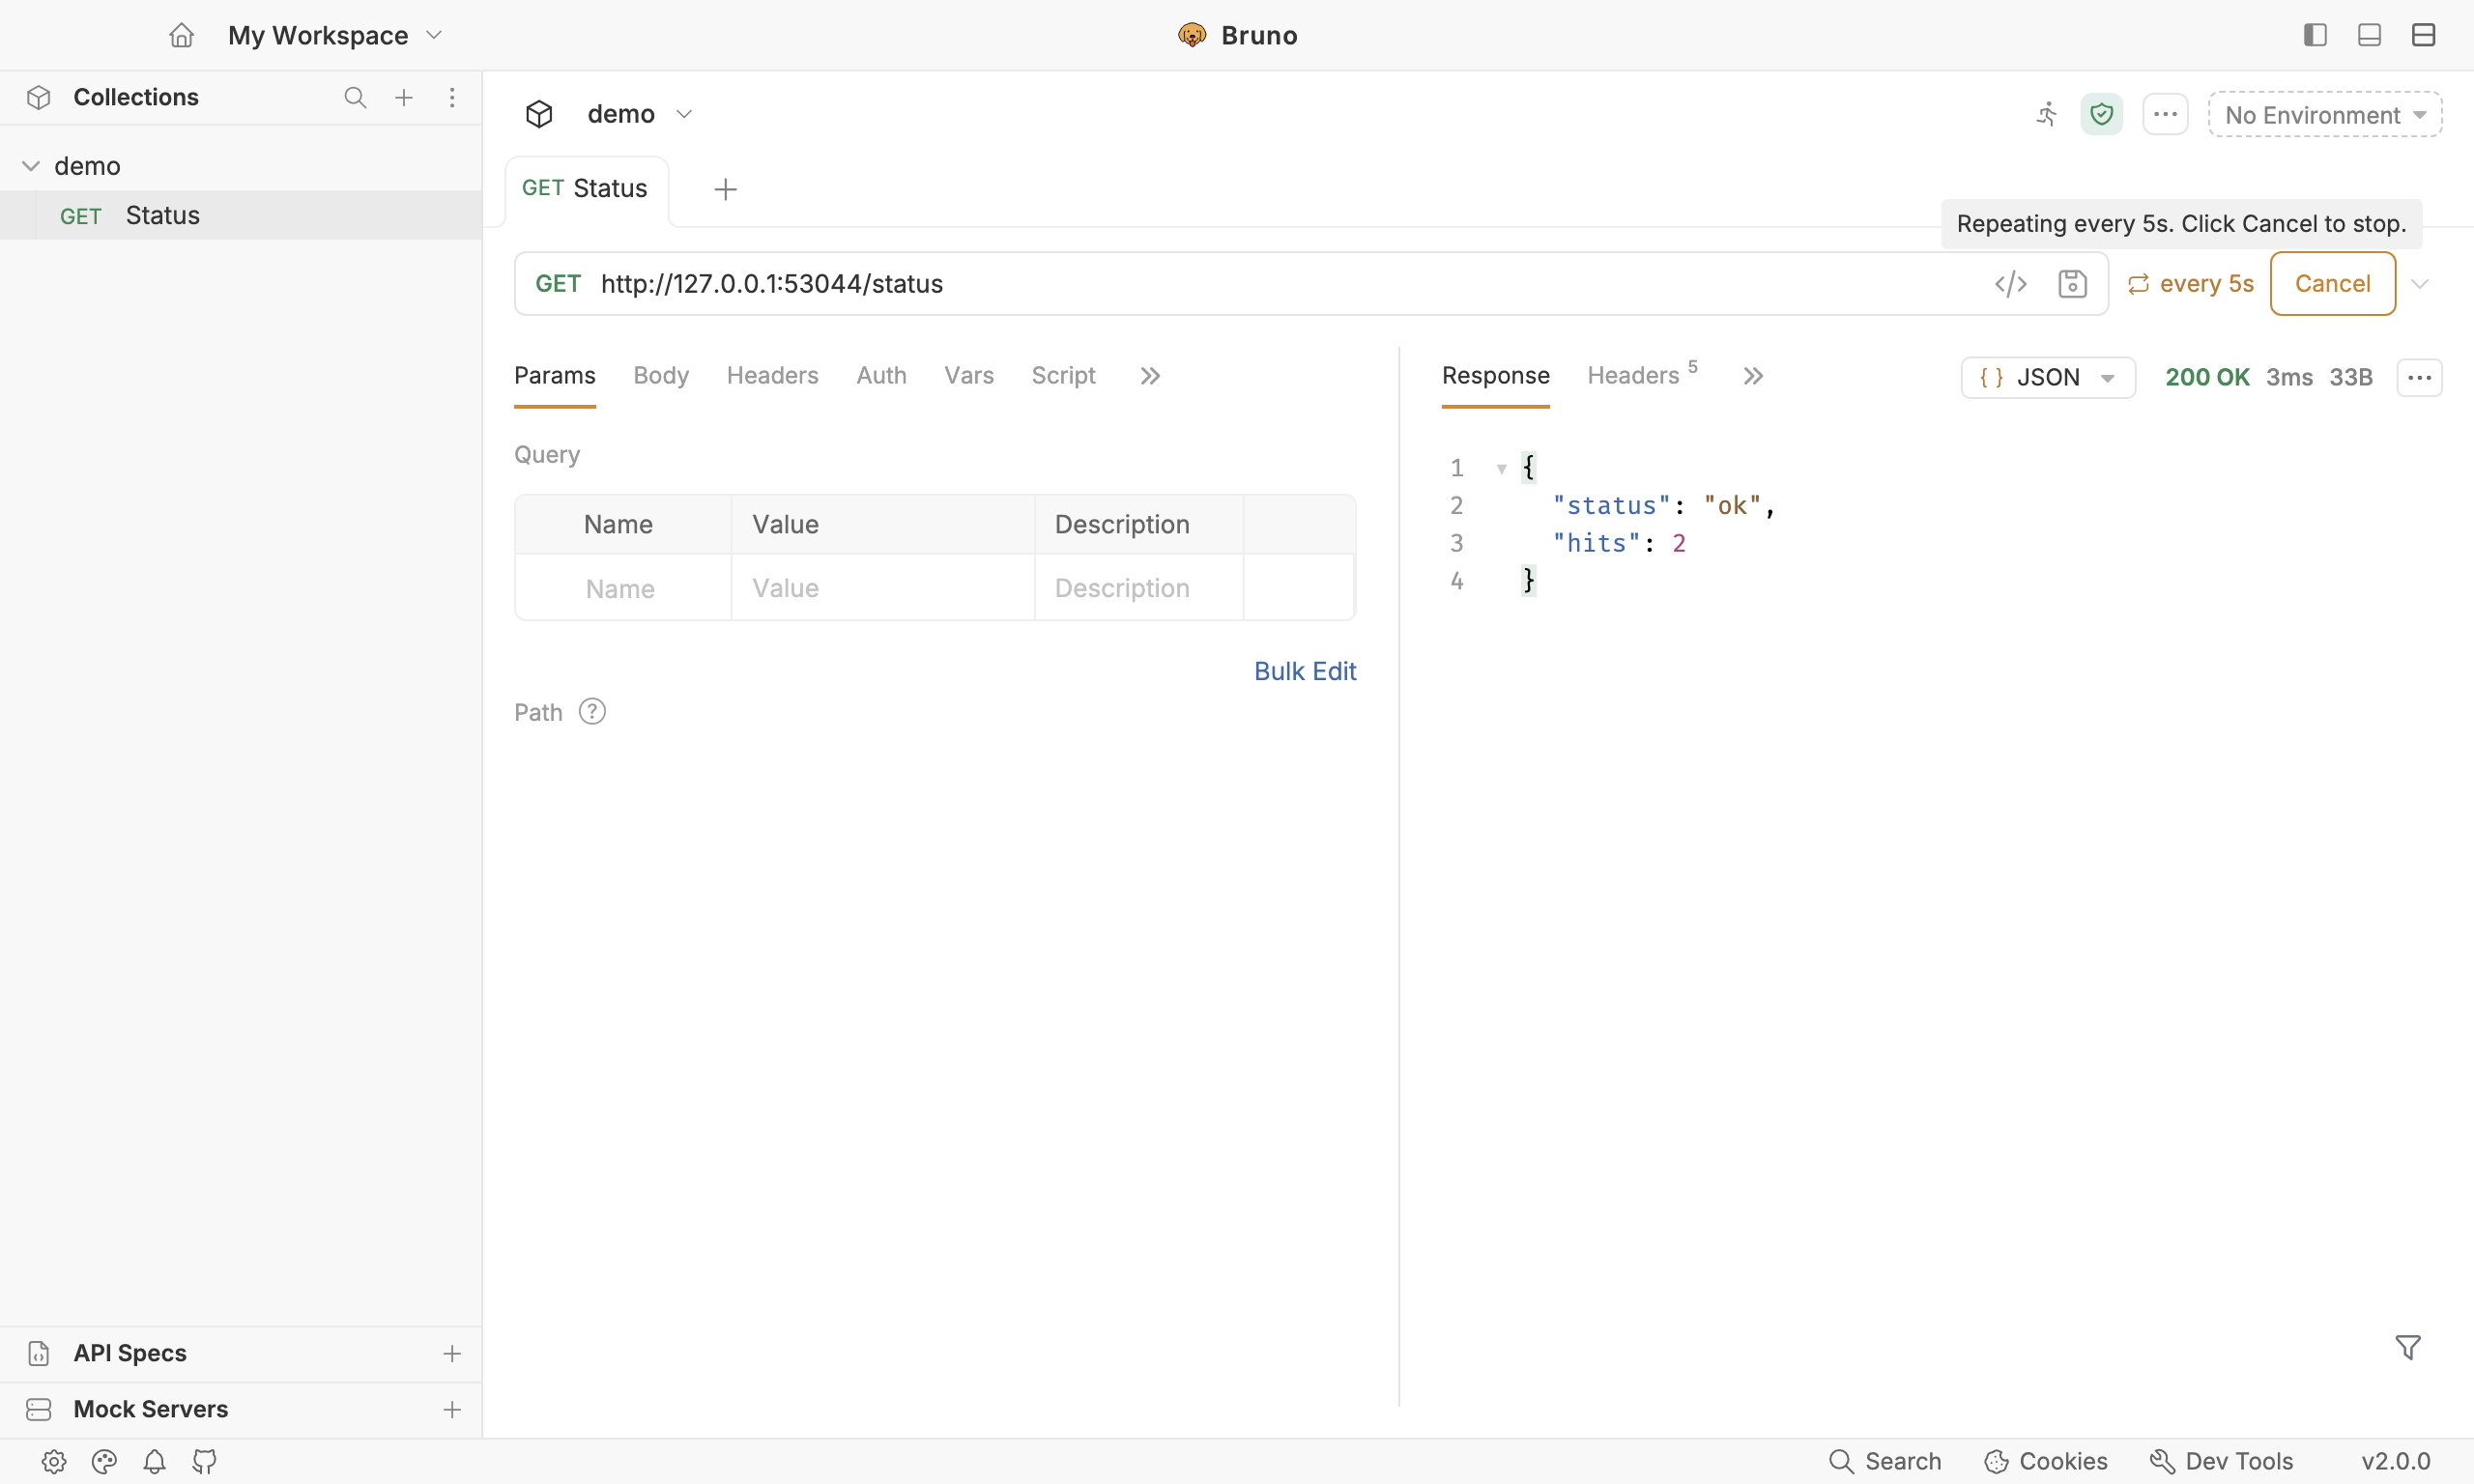 My Workspace
Bruno
Collections
demo
GET Status
demo
No Environment
GET Status
Repeating every 5s. Click Cancel to stop.
GET http://127.0.0.1:53044/status
</>
every 5s
Cancel
Params Body Headers Auth Vars Script
Query
Name Value Description
Name Value Description
Bulk Edit
Path ?
Response Headers 5
{ } JSON
200 OK 3ms 33B
1 {
2 "status": "ok",
3 "hits": 2
4 }
API Specs
Mock Servers
Search Cookies Dev Tools v2.0.0